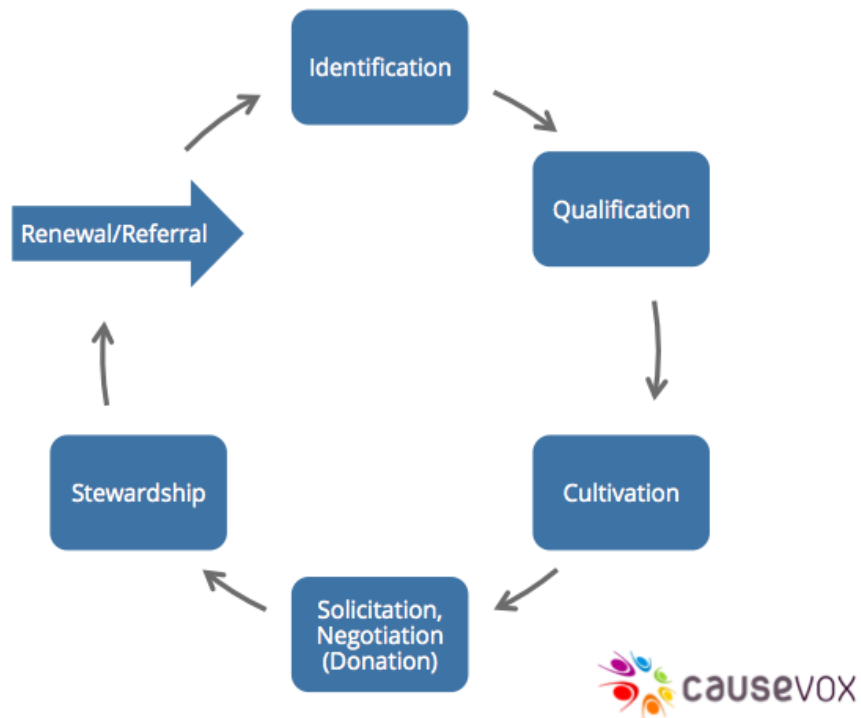 Identification
Qualification
Renewal/Referral
Stewardship
Cultivation
Solicitation,
Negotiation
(Donation)
causevox